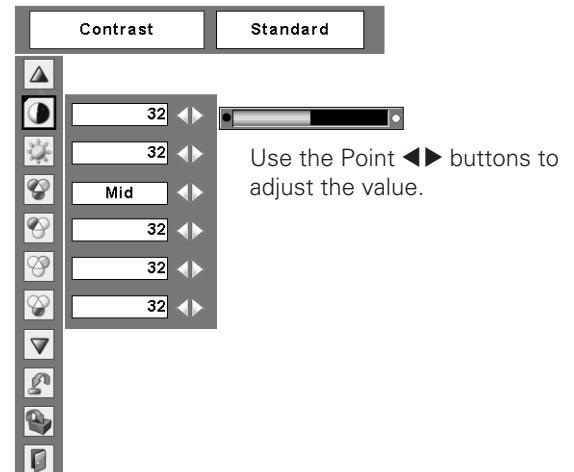 Contrast Standard
32
32
Use the Point ◀▶ buttons to
adjust the value.
Mid
32
32
32